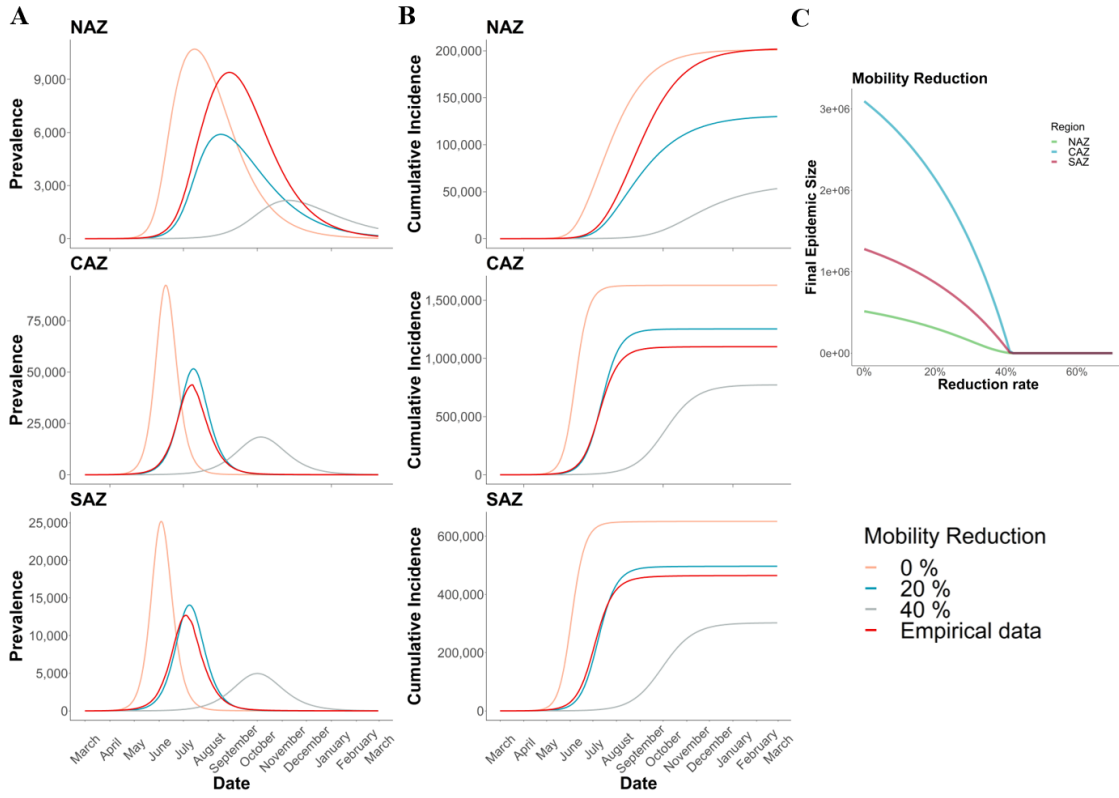 A
NAZ
9,000
6,000
3,000
0
Prevalence
CAZ
75,000
50,000
25,000
0
Prevalence
SAZ
25,000
20,000
15,000
10,000
5,000
0
Prevalence
March
April
May
June
July
August
September
October
November
December
January
February
March
Date
B
NAZ
200,000
150,000
100,000
50,000
0
Cumulative Incidence
CAZ
1,500,000
1,000,000
500,000
0
Cumulative Incidence
SAZ
600,000
400,000
200,000
0
Cumulative Incidence
March
April
May
June
July
August
September
October
November
December
January
February
March
Date
C
Mobility Reduction
3e+06
2e+06
1e+06
0e+00
Final Epidemic Size
0%
20%
40%
60%
Reduction rate
Region
NAZ
CAZ
SAZ
Mobility Reduction
0 %
20 %
40 %
Empirical data